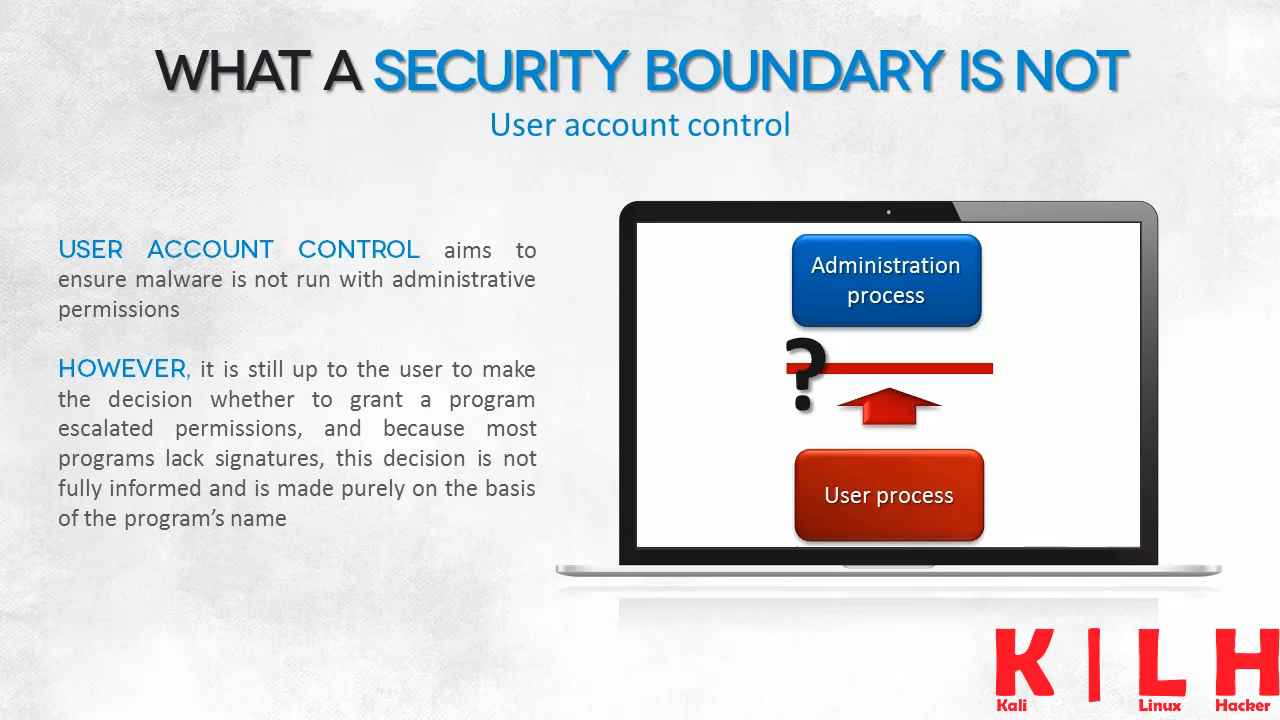 WHAT A SECURITY BOUNDARY IS NOT
User account control
USER ACCOUNT CONTROL aims to
ensure malware is not run with administrative
permissions
HOWEVER, it is still up to the user to make
the decision whether to grant a program
escalated permissions, and because most
programs lack signatures, this decision is not
fully informed and is made purely on the basis
of the program's name
Administration
process
?
User process
K | L H
Kali Linux Hacker